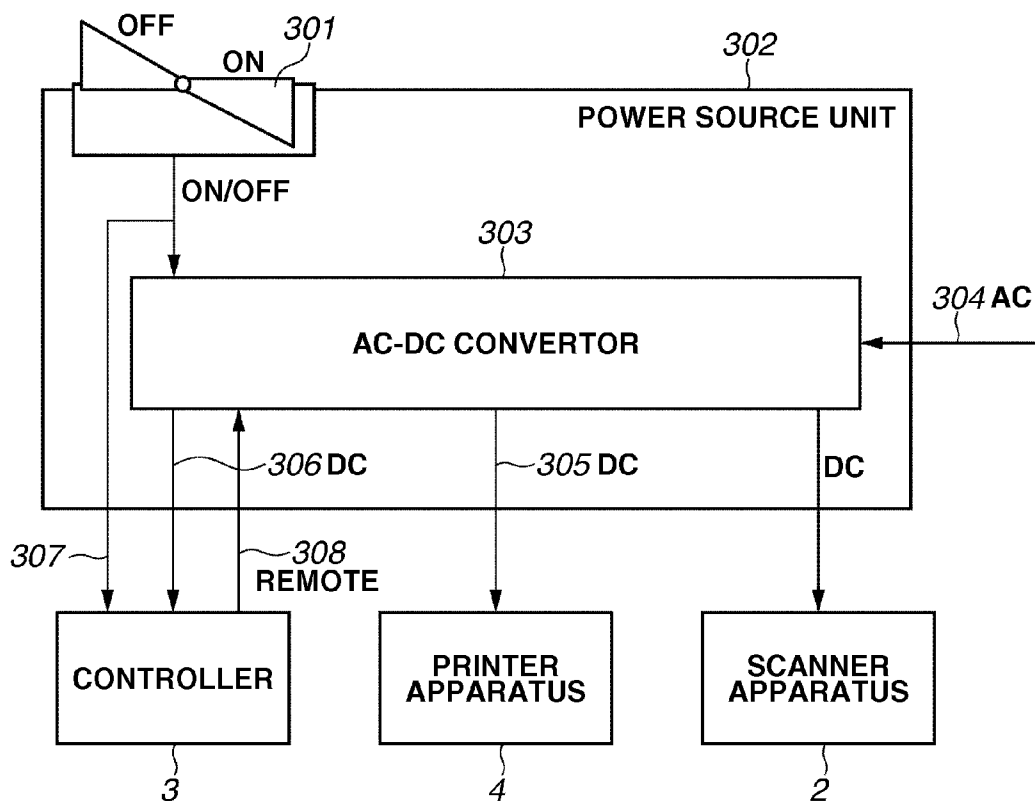 OFF
301
ON
302
POWER SOURCE UNIT
ON/OFF
303
304 AC
AC-DC CONVERTOR
306 DC
305 DC
DC
307
308
REMOTE
CONTROLLER
PRINTER
APPARATUS
SCANNER
APPARATUS
3
4
2